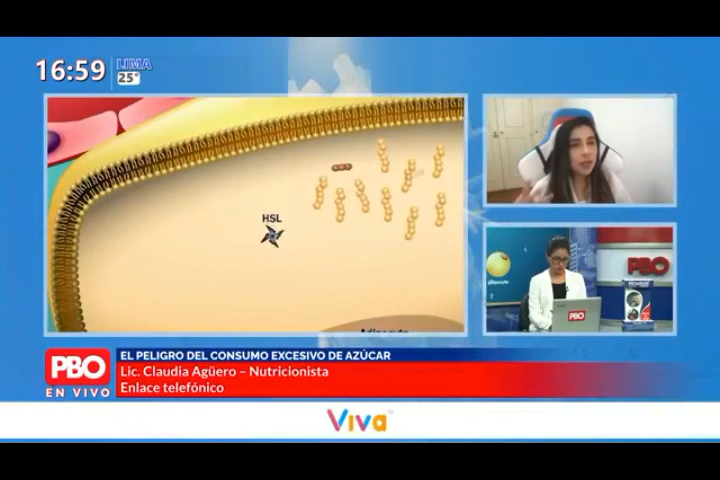 16:59
LIMA
25°
HSL
Adipocyte
PBO
PBO
EL PELIGRO DEL CONSUMO EXCESIVO DE AZÚCAR
PBO
Lic. Claudia Agüero – Nutricionista
EN VIVO
Enlace telefónico
Viva